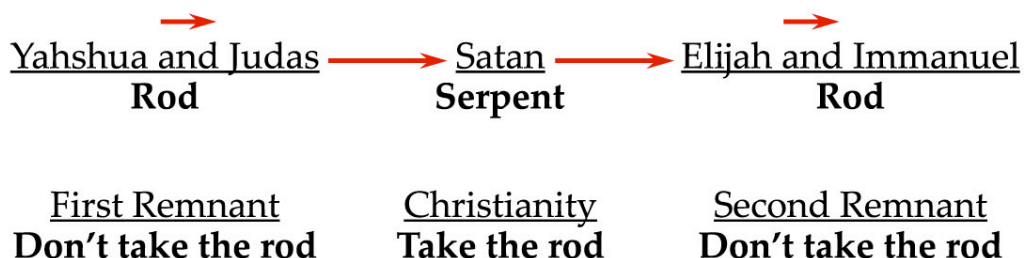 Yahshua and Judas Satan Elijah and Immanuel
Rod Serpent Rod
First Remnant Christianity Second Remnant
Don't take the rod Take the rod Don't take the rod